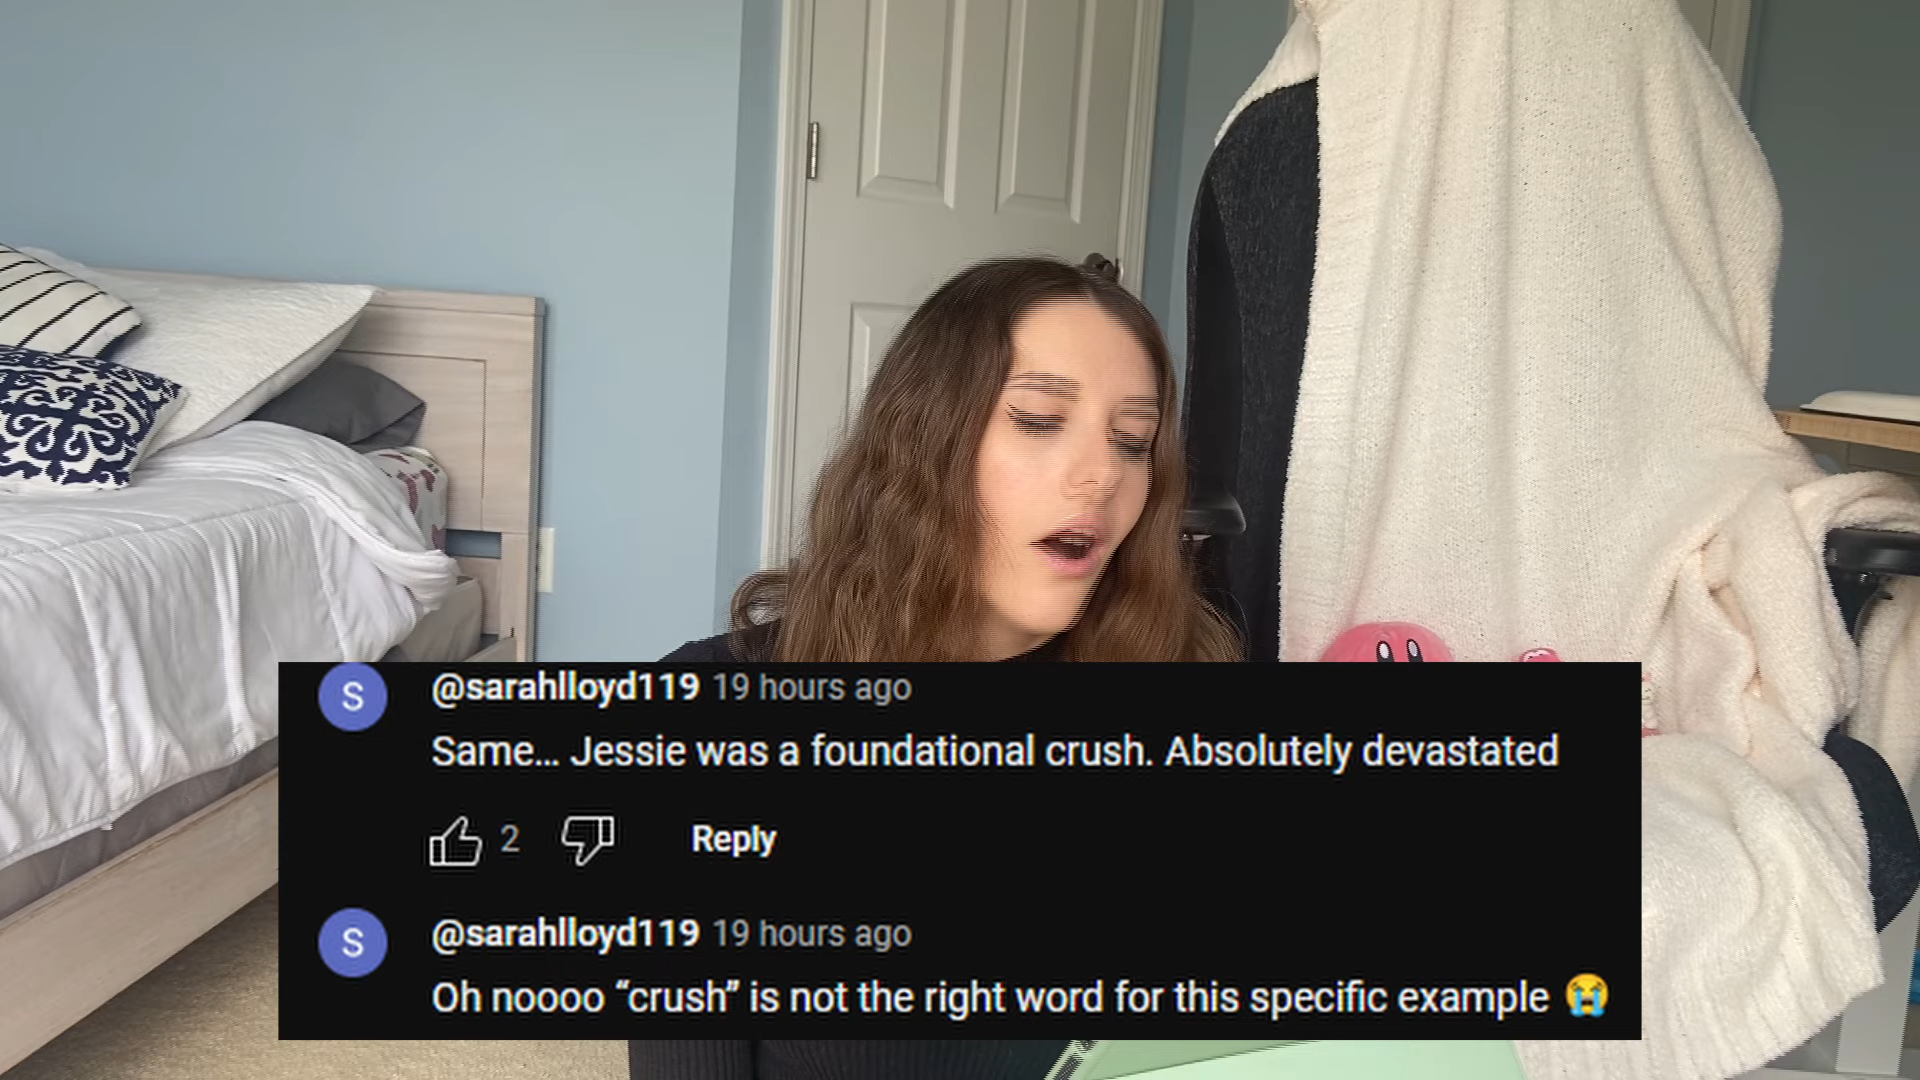 S
@sarahlloyd119 19 hours ago
Same... Jessie was a foundational crush. Absolutely devastated
2 Reply
S
@sarahlloyd119 19 hours ago
Oh noooo “crush” is not the right word for this specific example 😭